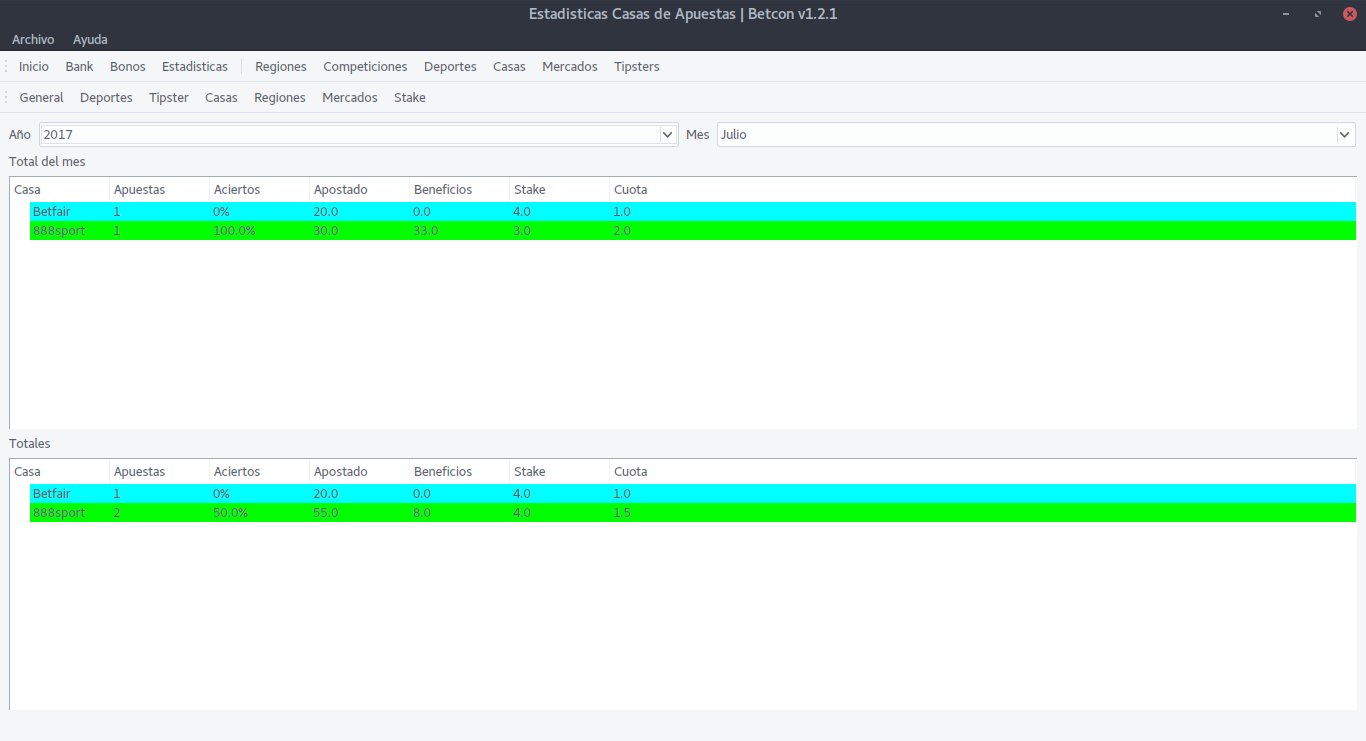 Estadisticas Casas de Apuestas | Betcon v1.2.1
Archivo Ayuda
Inicio Bank Bonos Estadisticas Regiones Competiciones Deportes Casas Mercados Tipsters
General Deportes Tipster Casas Regiones Mercados Stake
Año 2017 Mes Julio
Total del mes
Casa Apuestas Aciertos Apostado Beneficios Stake Cuota
Betfair 1 0% 20.0 0.0 4.0 1.0
888sport 1 100.0% 30.0 33.0 3.0 2.0
Totales
Casa Apuestas Aciertos Apostado Beneficios Stake Cuota
Betfair 1 0% 20.0 0.0 4.0 1.0
888sport 2 50.0% 55.0 8.0 4.0 1.5